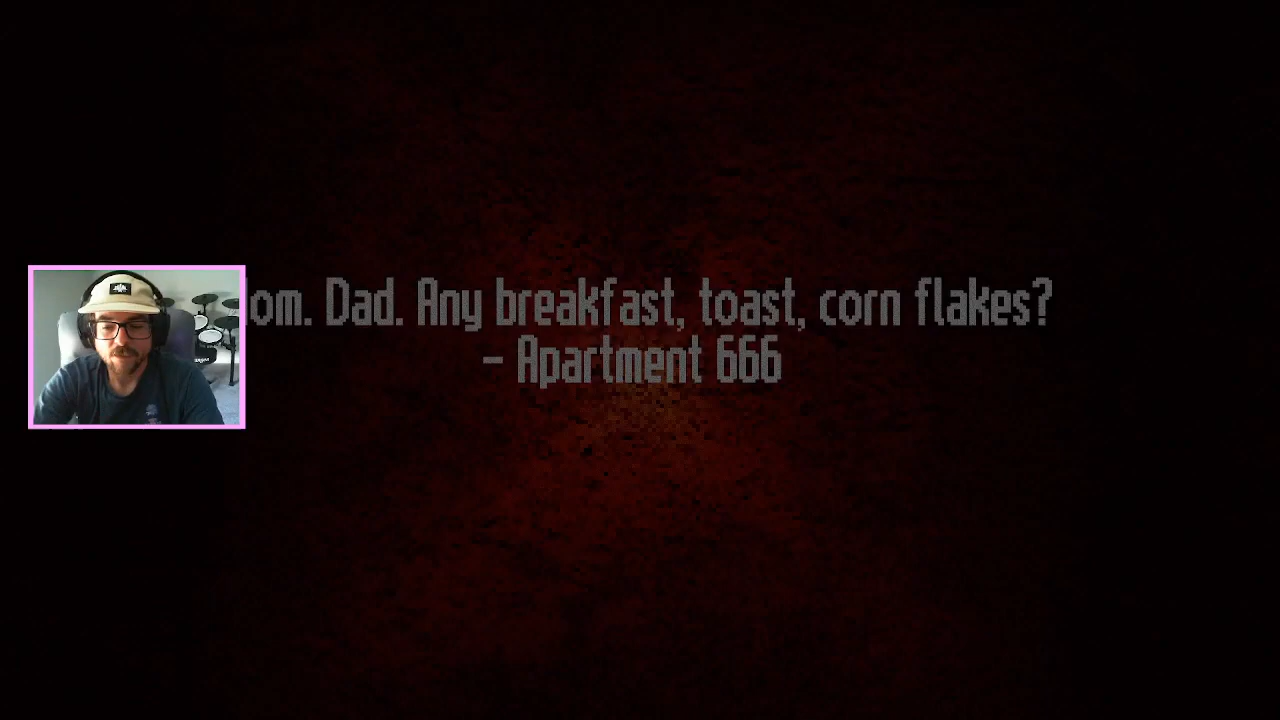 om. Dad. Any breakfast, toast, corn flakes?
- Apartment 666